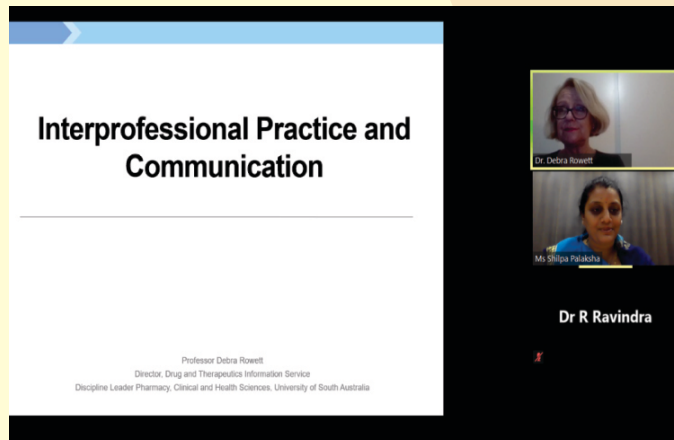 Interprofessional Practice and
Communication
Professor Debra Rowett
Director, Drug and Therapeutics Information Service
Discipline Leader Pharmacy, Clinical and Health Sciences, University of South Australia
Dr. Debra Rowett
Ms Shilpa Palaksha
Dr R Ravindra